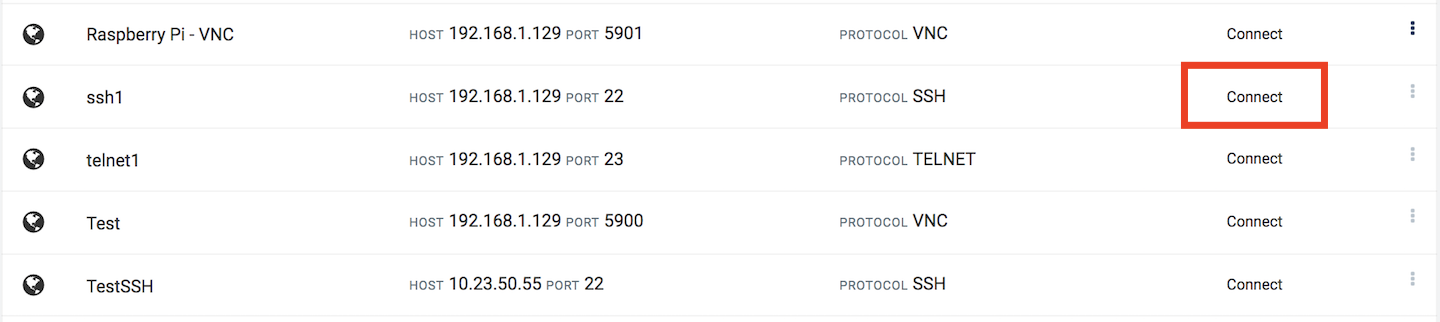 Raspberry Pi - VNC HOST 192.168.1.129 PORT 5901 PROTOCOL VNC Connect
ssh1 HOST 192.168.1.129 PORT 22 PROTOCOL SSH Connect
telnet1 HOST 192.168.1.129 PORT 23 PROTOCOL TELNET Connect
Test HOST 192.168.1.129 PORT 5900 PROTOCOL VNC Connect
TestSSH HOST 10.23.50.55 PORT 22 PROTOCOL SSH Connect